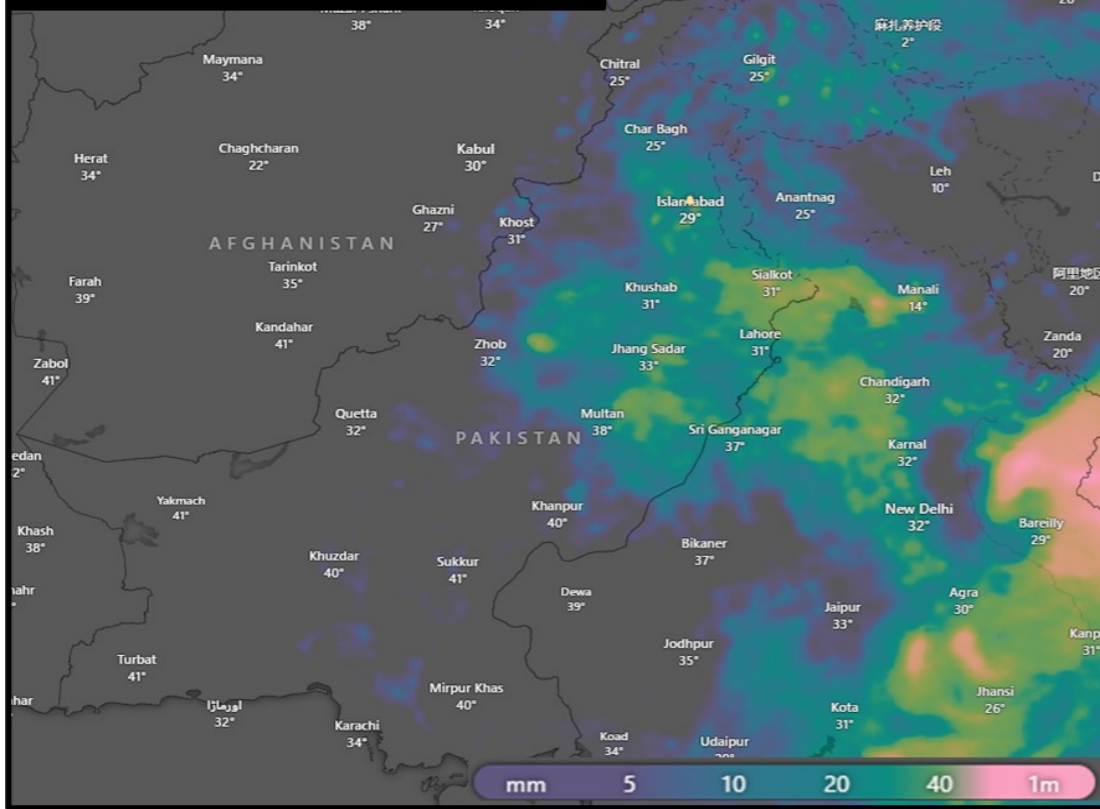 38°
34°
Maymana
34°
Chitral
25°
Gilgit
25°
麻扎养护段
2°
Char Bagh
25°
Herat
34°
Chaghcharan
22°
Kabul
30°
Leh
10°
Islamabad
29°
Anantnag
25°
Ghazni
27°
Khost
31°
AFGHANISTAN
Tarinkot
35°
Farah
39°
Khushab
31°
Sialkot
31°
Manali
14°
阿里地区
20°
Kandahar
41°
Zhob
32°
Jhang Sadar
33°
Lahore
31°
Zanda
20°
Zabol
41°
Chandigarh
32°
Quetta
32°
Multan
38°
PAKISTAN
Sri Ganganagar
37°
Karnal
32°
edan
2°
Yakmach
41°
Khanpur
40°
New Delhi
32°
Bareilly
29°
Khash
38°
Khuzdar
40°
Sukkur
41°
Bikaner
37°
Dewa
39°
Agra
30°
ahr
Jaipur
33°
Kanp
31°
Jodhpur
35°
Turbat
41°
Mirpur Khas
40°
Jhansi
26°
har
اورماڑا
32°
Karachi
34°
Kota
31°
Koad
34°
Udaipur
mm 5 10 20 40 1m